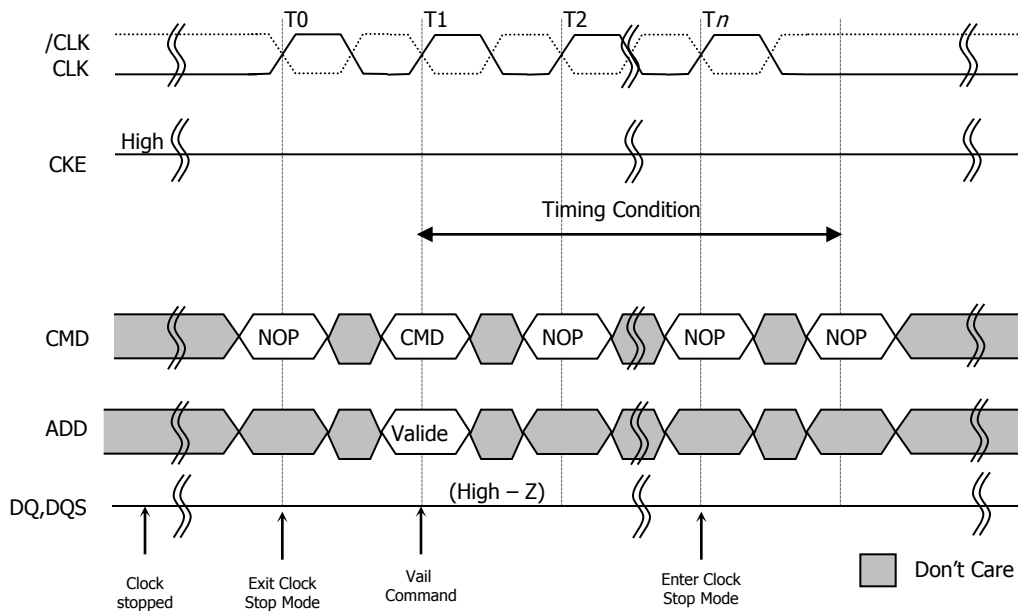 T0 T1 T2 Tn
/CLK
CLK
High
CKE
Timing Condition
CMD NOP CMD NOP NOP NOP
ADD Valide
(High – Z)
DQ,DQS
Clock
stopped
Exit Clock
Stop Mode
Vail
Command
Enter Clock
Stop Mode
Don't Care